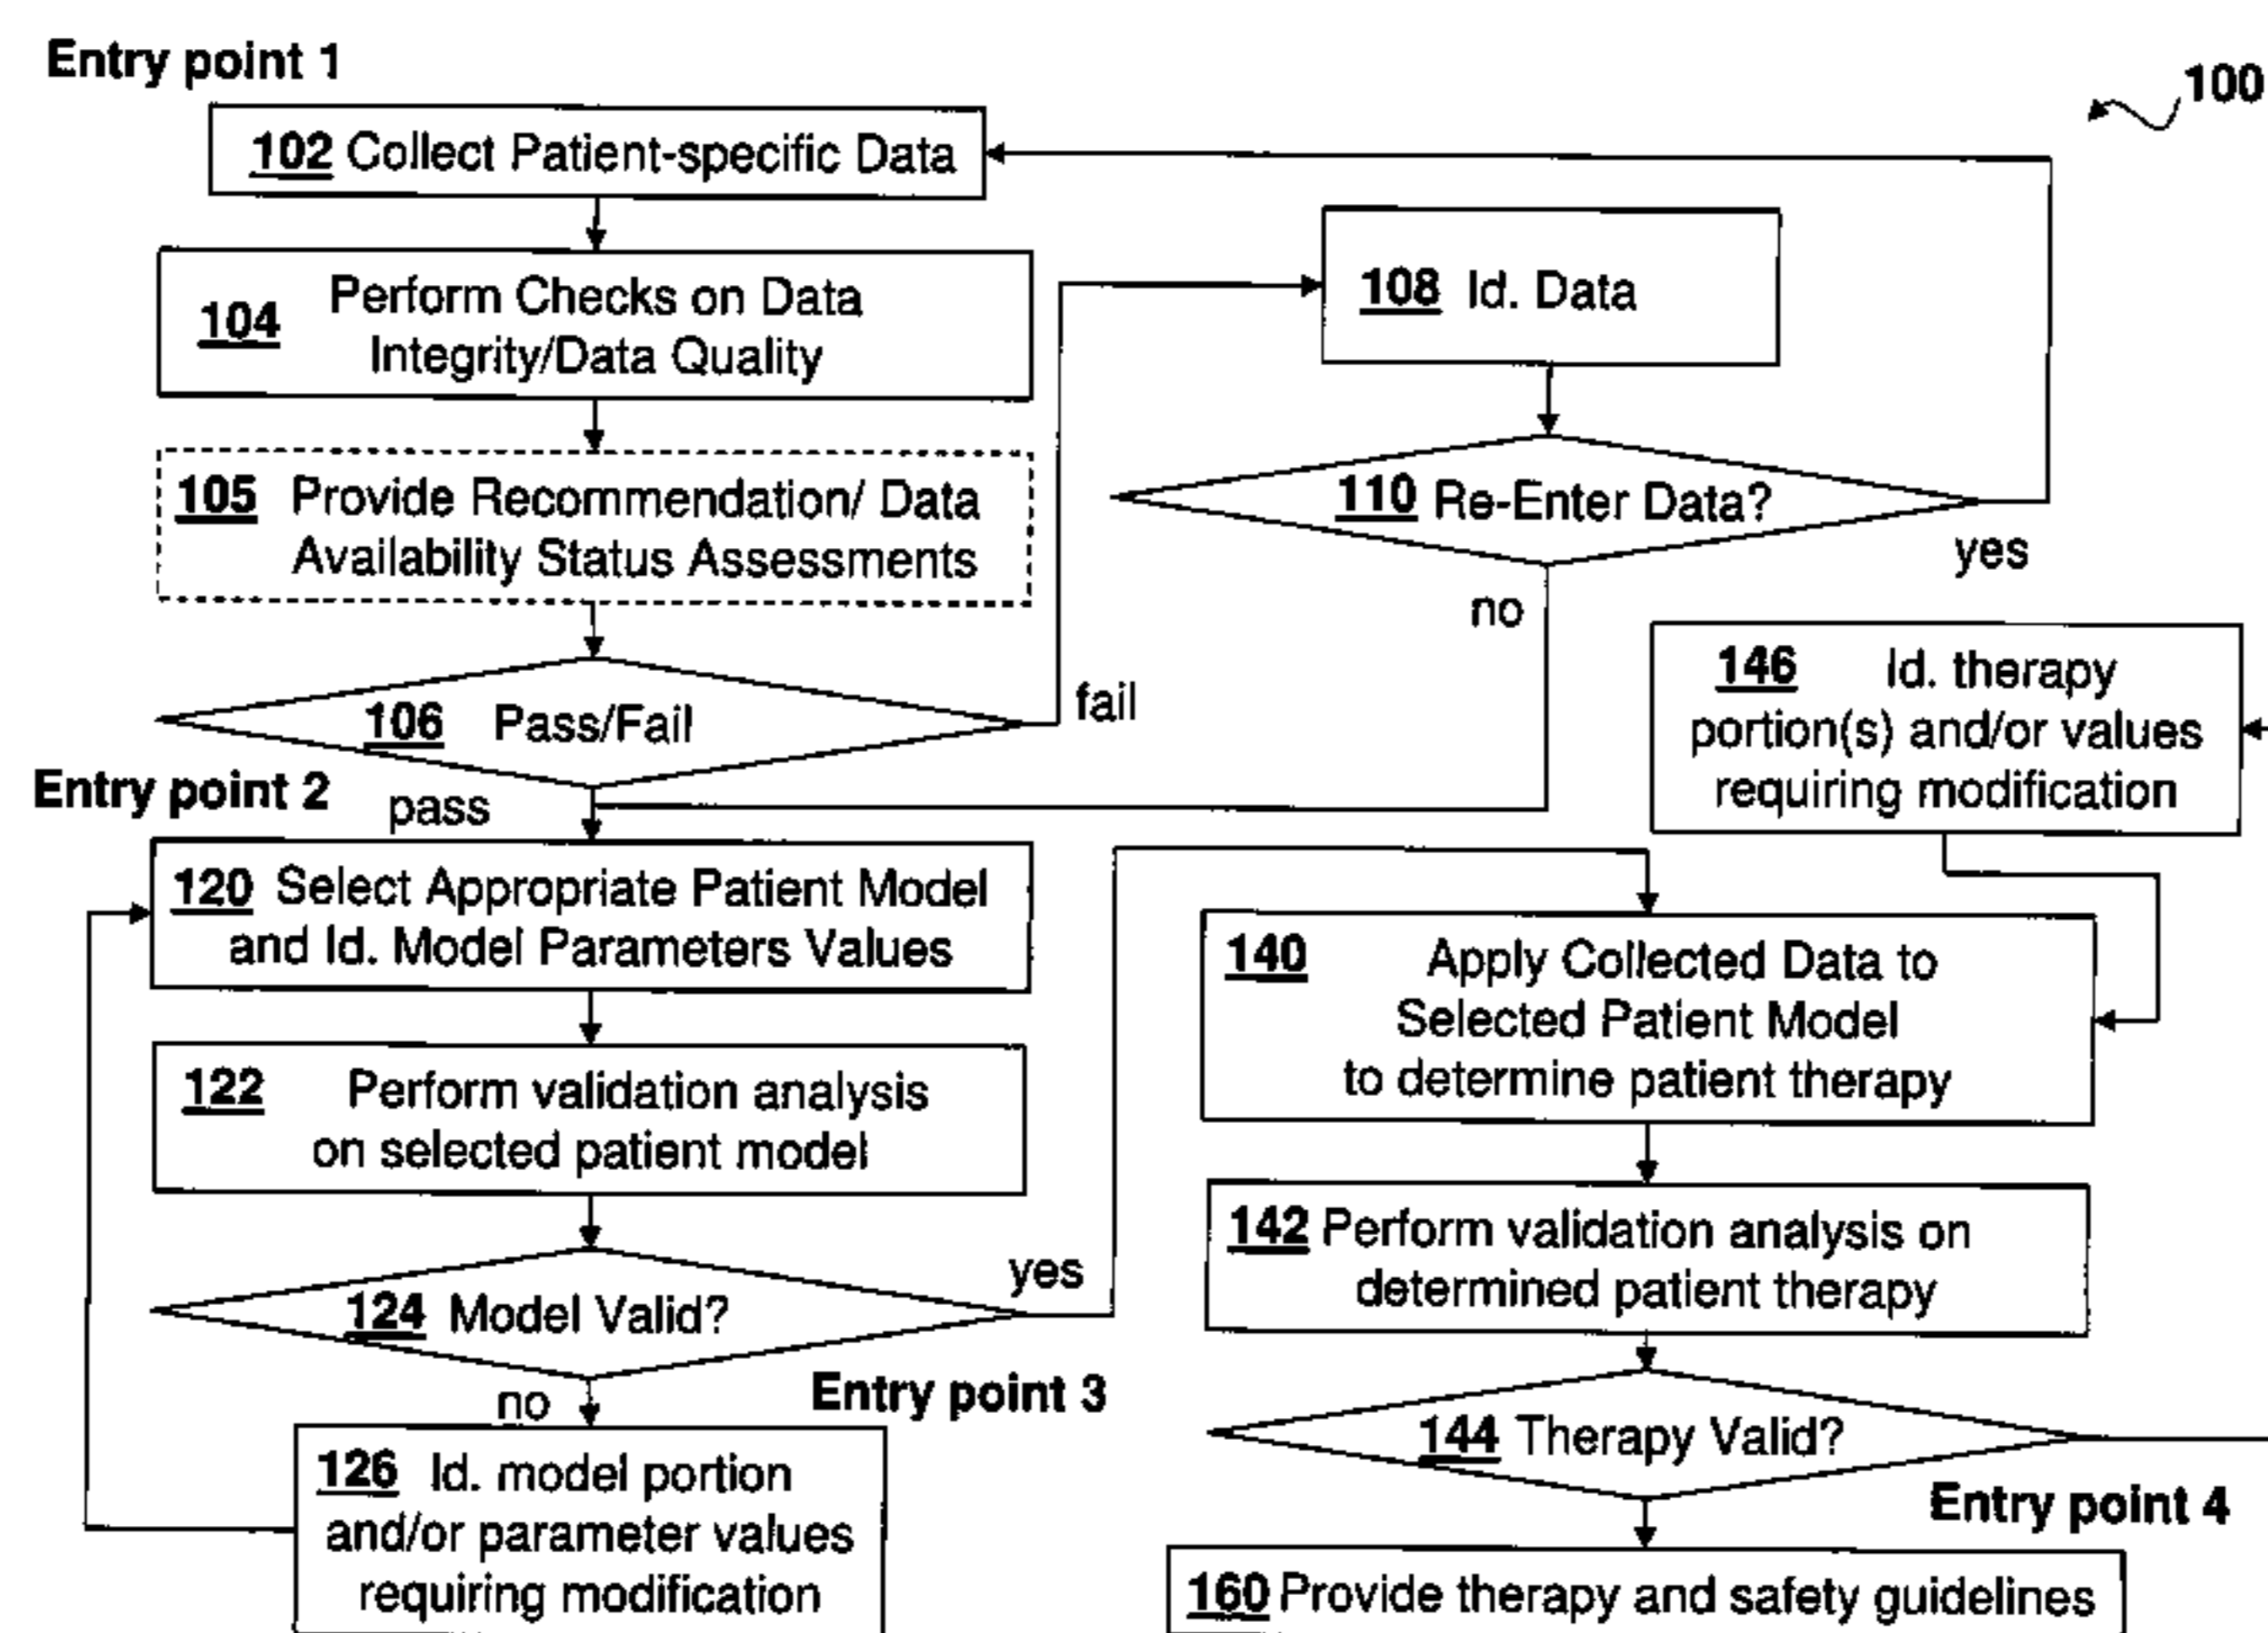 Entry point 1
100
102 Collect Patient-specific Data
104 Perform Checks on Data
Integrity/Data Quality
108 Id. Data
105 Provide Recommendation/ Data
Availability Status Assessments
110 Re-Enter Data?
yes
no
106 Pass/Fail
fail
146 Id. therapy
portion(s) and/or values
requiring modification
Entry point 2
pass
120 Select Appropriate Patient Model
and Id. Model Parameters Values
140 Apply Collected Data to
Selected Patient Model
to determine patient therapy
122 Perform validation analysis
on selected patient model
142 Perform validation analysis on
determined patient therapy
124 Model Valid?
yes
no
Entry point 3
144 Therapy Valid?
Entry point 4
126 Id. model portion
and/or parameter values
requiring modification
160 Provide therapy and safety guidelines